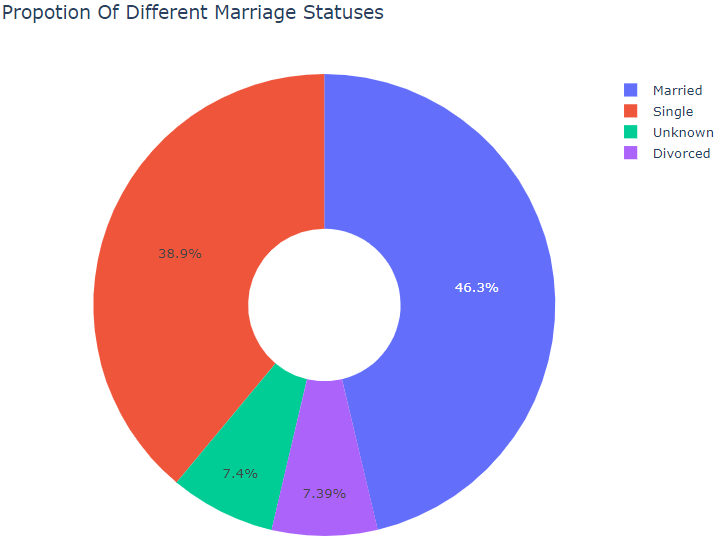 Propotion Of Different Marriage Statuses
Married
Single
Unknown
Divorced
38.9%
46.3%
7.4%
7.39%